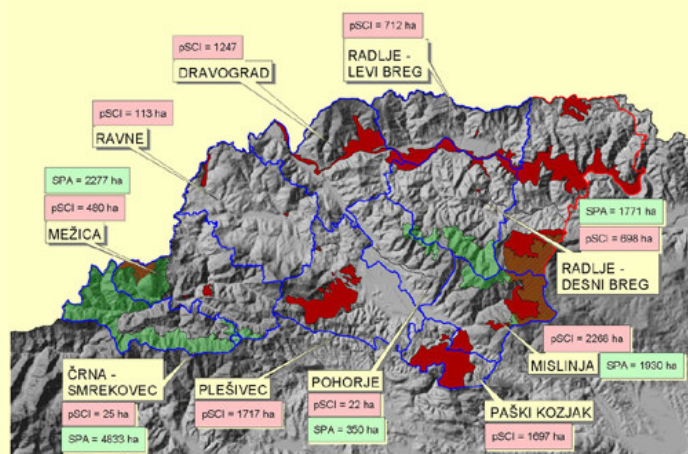 pSCI = 712 ha
RADLJE -
LEVI BREG
pSCI = 1247
DRAVOGRAD
pSCI = 113 ha
RAVNE
SPA = 2277 ha
pSCI = 480 ha
MEŽICA
SPA = 1771 ha
pSCI = 698 ha
RADLJE -
DESNI BREG
pSCI = 2266 ha
MISLINJA
SPA = 1930 ha
ČRNA -
SMREKOVEC
pSCI = 25 ha
SPA = 4833 ha
PLEŠIVEC
pSCI = 1717 ha
POHORJE
pSCI = 22 ha
SPA = 350 ha
PAŠKI KOZJAK
pSCI = 1697 ha